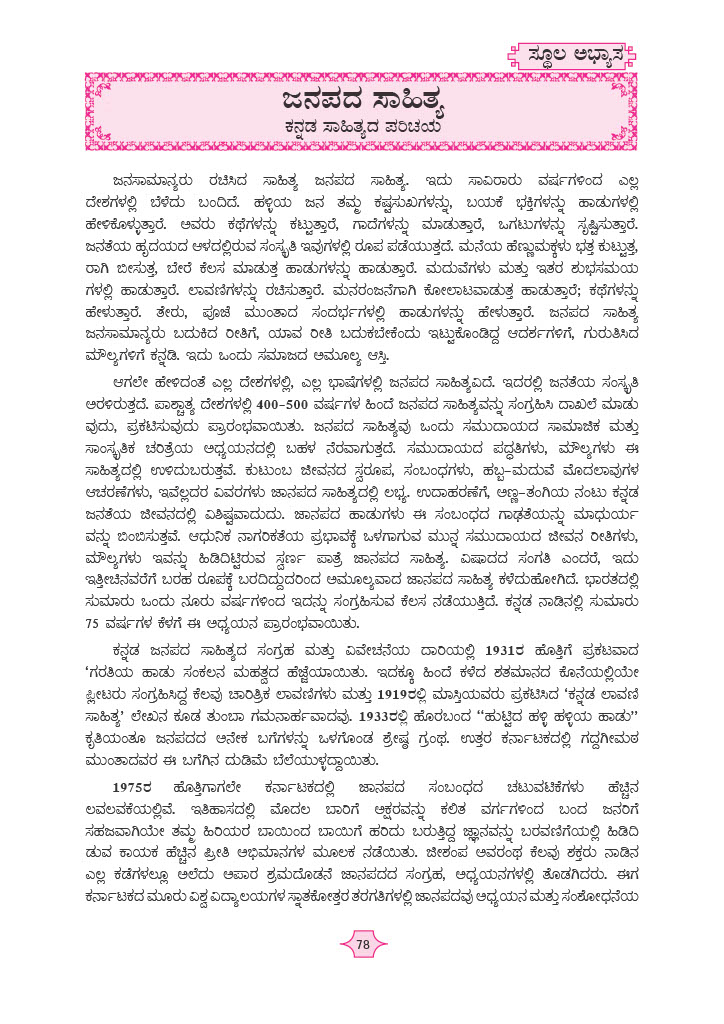 ಸ್ಥೂಲ ಅಭ್ಯಾಸ
ಜನಪದ ಸಾಹಿತ್ಯ
ಕನ್ನಡ ಸಾಹಿತ್ಯದ ಪರಿಚಯ
ಜನಸಾಮಾನ್ಯರು ರಚಿಸಿದ ಸಾಹಿತ್ಯ ಜನಪದ ಸಾಹಿತ್ಯ. ಇದು ಸಾವಿರಾರು ವರ್ಷಗಳಿಂದ ಎಲ್ಲ
ದೇಶಗಳಲ್ಲಿ ಬೆಳೆದು ಬಂದಿದೆ. ಹಳ್ಳಿಯ ಜನ ತಮ್ಮ ಕಷ್ಟಸುಖಗಳನ್ನು, ಬಯಕೆ ಭಕ್ತಿಗಳನ್ನು ಹಾಡುಗಳಲ್ಲಿ
ಹೇಳಿಕೊಳ್ಳುತ್ತಾರೆ. ಅವರು ಕಥೆಗಳನ್ನು ಕಟ್ಟುತ್ತಾರೆ, ಗಾದೆಗಳನ್ನು ಮಾಡುತ್ತಾರೆ, ಒಗಟುಗಳನ್ನು ಸೃಷ್ಟಿಸುತ್ತಾರೆ.
ಜನತೆಯ ಹೃದಯದ ಆಳದಲ್ಲಿರುವ ಸಂಸ್ಕೃತಿ ಇವುಗಳಲ್ಲಿ ರೂಪ ಪಡೆಯುತ್ತದೆ. ಮನೆಯ ಹೆಣ್ಣುಮಕ್ಕಳು ಭತ್ತ ಕುಟ್ಟುತ್ತ,
ರಾಗಿ ಬೀಸುತ್ತ, ಬೇರೆ ಕೆಲಸ ಮಾಡುತ್ತ ಹಾಡುಗಳನ್ನು ಹಾಡುತ್ತಾರೆ. ಮದುವೆಗಳು ಮತ್ತು ಇತರ ಶುಭಸಮಯ
ಗಳಲ್ಲಿ ಹಾಡುತ್ತಾರೆ. ಲಾವಣಿಗಳನ್ನು ರಚಿಸುತ್ತಾರೆ. ಮನರಂಜನೆಗಾಗಿ ಕೋಲಾಟವಾಡುತ್ತ ಹಾಡುತ್ತಾರೆ; ಕಥೆಗಳನ್ನು
ಹೇಳುತ್ತಾರೆ. ತೇರು, ಪೂಜೆ ಮುಂತಾದ ಸಂದರ್ಭಗಳಲ್ಲಿ ಹಾಡುಗಳನ್ನು ಹೇಳುತ್ತಾರೆ. ಜನಪದ ಸಾಹಿತ್ಯ
ಜನಸಾಮಾನ್ಯರು ಬದುಕಿದ ರೀತಿಗೆ, ಯಾವ ರೀತಿ ಬದುಕಬೇಕೆಂದು ಇಟ್ಟುಕೊಂಡಿದ್ದ ಆದರ್ಶಗಳಿಗೆ, ಗುರುತಿಸಿದ
ಮೌಲ್ಯಗಳಿಗೆ ಕನ್ನಡಿ. ಇದು ಒಂದು ಸಮಾಜದ ಅಮೂಲ್ಯ ಆಸ್ತಿ.
ಆಗಲೇ ಹೇಳಿದಂತೆ ಎಲ್ಲ ದೇಶಗಳಲ್ಲಿ, ಎಲ್ಲ ಭಾಷೆಗಳಲ್ಲಿ ಜನಪದ ಸಾಹಿತ್ಯವಿದೆ. ಇದರಲ್ಲಿ ಜನತೆಯ ಸಂಸ್ಕೃತಿ
ಅರಳಿರುತ್ತದೆ. ಪಾಶ್ಚಾತ್ಯ ದೇಶಗಳಲ್ಲಿ 400-500 ವರ್ಷಗಳ ಹಿಂದೆ ಜನಪದ ಸಾಹಿತ್ಯವನ್ನು ಸಂಗ್ರಹಿಸಿ ದಾಖಲೆ ಮಾಡು
ವುದು, ಪ್ರಕಟಿಸುವುದು ಪ್ರಾರಂಭವಾಯಿತು. ಜನಪದ ಸಾಹಿತ್ಯವು ಒಂದು ಸಮುದಾಯದ ಸಾಮಾಜಿಕ ಮತ್ತು
ಸಾಂಸ್ಕೃತಿಕ ಚರಿತ್ರೆಯ ಅಧ್ಯಯನದಲ್ಲಿ ಬಹಳ ನೆರವಾಗುತ್ತದೆ. ಸಮುದಾಯದ ಪದ್ಧತಿಗಳು, ಮೌಲ್ಯಗಳು ಈ
ಸಾಹಿತ್ಯದಲ್ಲಿ ಉಳಿದುಬರುತ್ತವೆ. ಕುಟುಂಬ ಜೀವನದ ಸ್ವರೂಪ, ಸಂಬಂಧಗಳು, ಹಬ್ಬ-ಮದುವೆ ಮೊದಲಾವುಗಳ
ಆಚರಣೆಗಳು, ಇವೆಲ್ಲದರ ವಿವರಗಳು ಜಾನಪದ ಸಾಹಿತ್ಯದಲ್ಲಿ ಲಭ್ಯ. ಉದಾಹರಣೆಗೆ, ಅಣ್ಣ-ತಂಗಿಯ ನಂಟು ಕನ್ನಡ
ಜನತೆಯ ಜೀವನದಲ್ಲಿ ವಿಶಿಷ್ಟವಾದುದು. ಜಾನಪದ ಹಾಡುಗಳು ಈ ಸಂಬಂಧದ ಗಾಢತೆಯನ್ನು ಮಾಧುರ್ಯ
ವನ್ನು ಬಿಂಬಿಸುತ್ತವೆ. ಆಧುನಿಕ ನಾಗರಿಕತೆಯ ಪ್ರಭಾವಕ್ಕೆ ಒಳಗಾಗುವ ಮುನ್ನ ಸಮುದಾಯದ ಜೀವನ ರೀತಿಗಳು,
ಮೌಲ್ಯಗಳು ಇವನ್ನು ಹಿಡಿದಿಟ್ಟಿರುವ ಸ್ವರ್ಣ ಪಾತ್ರೆ ಜಾನಪದ ಸಾಹಿತ್ಯ. ವಿಷಾದದ ಸಂಗತಿ ಎಂದರೆ, ಇದು
ಇತ್ತೀಚಿನವರೆಗೆ ಬರಹ ರೂಪಕ್ಕೆ ಬರದಿದ್ದುದರಿಂದ ಅಮೂಲ್ಯವಾದ ಜಾನಪದ ಸಾಹಿತ್ಯ ಕಳೆದುಹೋಗಿದೆ. ಭಾರತದಲ್ಲಿ
ಸುಮಾರು ಒಂದು ನೂರು ವರ್ಷಗಳಿಂದ ಇದನ್ನು ಸಂಗ್ರಹಿಸುವ ಕೆಲಸ ನಡೆಯುತ್ತಿದೆ. ಕನ್ನಡ ನಾಡಿನಲ್ಲಿ ಸುಮಾರು
75 ವರ್ಷಗಳ ಕೆಳಗೆ ಈ ಅಧ್ಯಯನ ಪ್ರಾರಂಭವಾಯಿತು.
ಕನ್ನಡ ಜನಪದ ಸಾಹಿತ್ಯದ ಸಂಗ್ರಹ ಮತ್ತು ವಿವೇಚನೆಯ ದಾರಿಯಲ್ಲಿ 1931ರ ಹೊತ್ತಿಗೆ ಪ್ರಕಟವಾದ
‘ಗರತಿಯ ಹಾಡು ಸಂಕಲನ ಮಹತ್ವದ ಹೆಜ್ಜೆಯಾಯಿತು. ಇದಕ್ಕೂ ಹಿಂದೆ ಕಳೆದ ಶತಮಾನದ ಕೊನೆಯಲ್ಲಿಯೇ
ಫ್ಲೀಟರು ಸಂಗ್ರಹಿಸಿದ್ದ ಕೆಲವು ಚಾರಿತ್ರಿಕ ಲಾವಣಿಗಳು ಮತ್ತು 1919ರಲ್ಲಿ ಮಾಸ್ತಿಯವರು ಪ್ರಕಟಿಸಿದ ‘ಕನ್ನಡ ಲಾವಣಿ
ಸಾಹಿತ್ಯ’ ಲೇಖನ ಕೂಡ ತುಂಬಾ ಗಮನಾರ್ಹವಾದವು. 1933ರಲ್ಲಿ ಹೊರಬಂದ “ಹುಟ್ಟಿದ ಹಳ್ಳಿ ಹಳ್ಳಿಯ ಹಾಡು”
ಕೃತಿಯಂತೂ ಜನಪದದ ಅನೇಕ ಬಗೆಗಳನ್ನು ಒಳಗೊಂಡ ಶ್ರೇಷ್ಠ ಗ್ರಂಥ. ಉತ್ತರ ಕರ್ನಾಟಕದಲ್ಲಿ ಗದ್ದಗೀಮಠ
ಮುಂತಾದವರ ಈ ಬಗೆಗಿನ ದುಡಿಮೆ ಬೆಲೆಯುಳ್ಳದ್ದಾಯಿತು.
1975ರ ಹೊತ್ತಿಗಾಗಲೇ ಕರ್ನಾಟಕದಲ್ಲಿ ಜಾನಪದ ಸಂಬಂಧದ ಚಟುವಟಿಕೆಗಳು ಹೆಚ್ಚಿನ
ಲವಲವಕೆಯಲ್ಲಿವೆ. ಇತಿಹಾಸದಲ್ಲಿ ಮೊದಲ ಬಾರಿಗೆ ಅಕ್ಷರವನ್ನು ಕಲಿತ ವರ್ಗಗಳಿಂದ ಬಂದ ಜನರಿಗೆ
ಸಹಜವಾಗಿಯೇ ತಮ್ಮ ಹಿರಿಯರ ಬಾಯಿಂದ ಬಾಯಿಗೆ ಹರಿದು ಬರುತ್ತಿದ್ದ ಜ್ಞಾನವನ್ನು ಬರವಣಿಗೆಯಲ್ಲಿ ಹಿಡಿದಿ
ಡುವ ಕಾಯಕ ಹೆಚ್ಚಿನ ಪ್ರೀತಿ ಅಭಿಮಾನಗಳ ಮೂಲಕ ನಡೆಯಿತು. ಜೀಶಂಪ ಅವರಂಥ ಕೆಲವು ಶಕ್ತರು ನಾಡಿನ
ಎಲ್ಲ ಕಡೆಗಳಲ್ಲೂ ಅಲೆದು ಅಪಾರ ಶ್ರಮದೊಡನೆ ಜಾನಪದದ ಸಂಗ್ರಹ, ಅಧ್ಯಯನಗಳಲ್ಲಿ ತೊಡಗಿದರು. ಈಗ
ಕರ್ನಾಟಕದ ಮೂರು ವಿಶ್ವವಿದ್ಯಾಲಯಗಳ ಸ್ನಾತಕೋತ್ತರ ತರಗತಿಗಳಲ್ಲಿ ಜಾನಪದವು ಅಧ್ಯಯನ ಮತ್ತು ಸಂಶೋಧನೆಯ
78